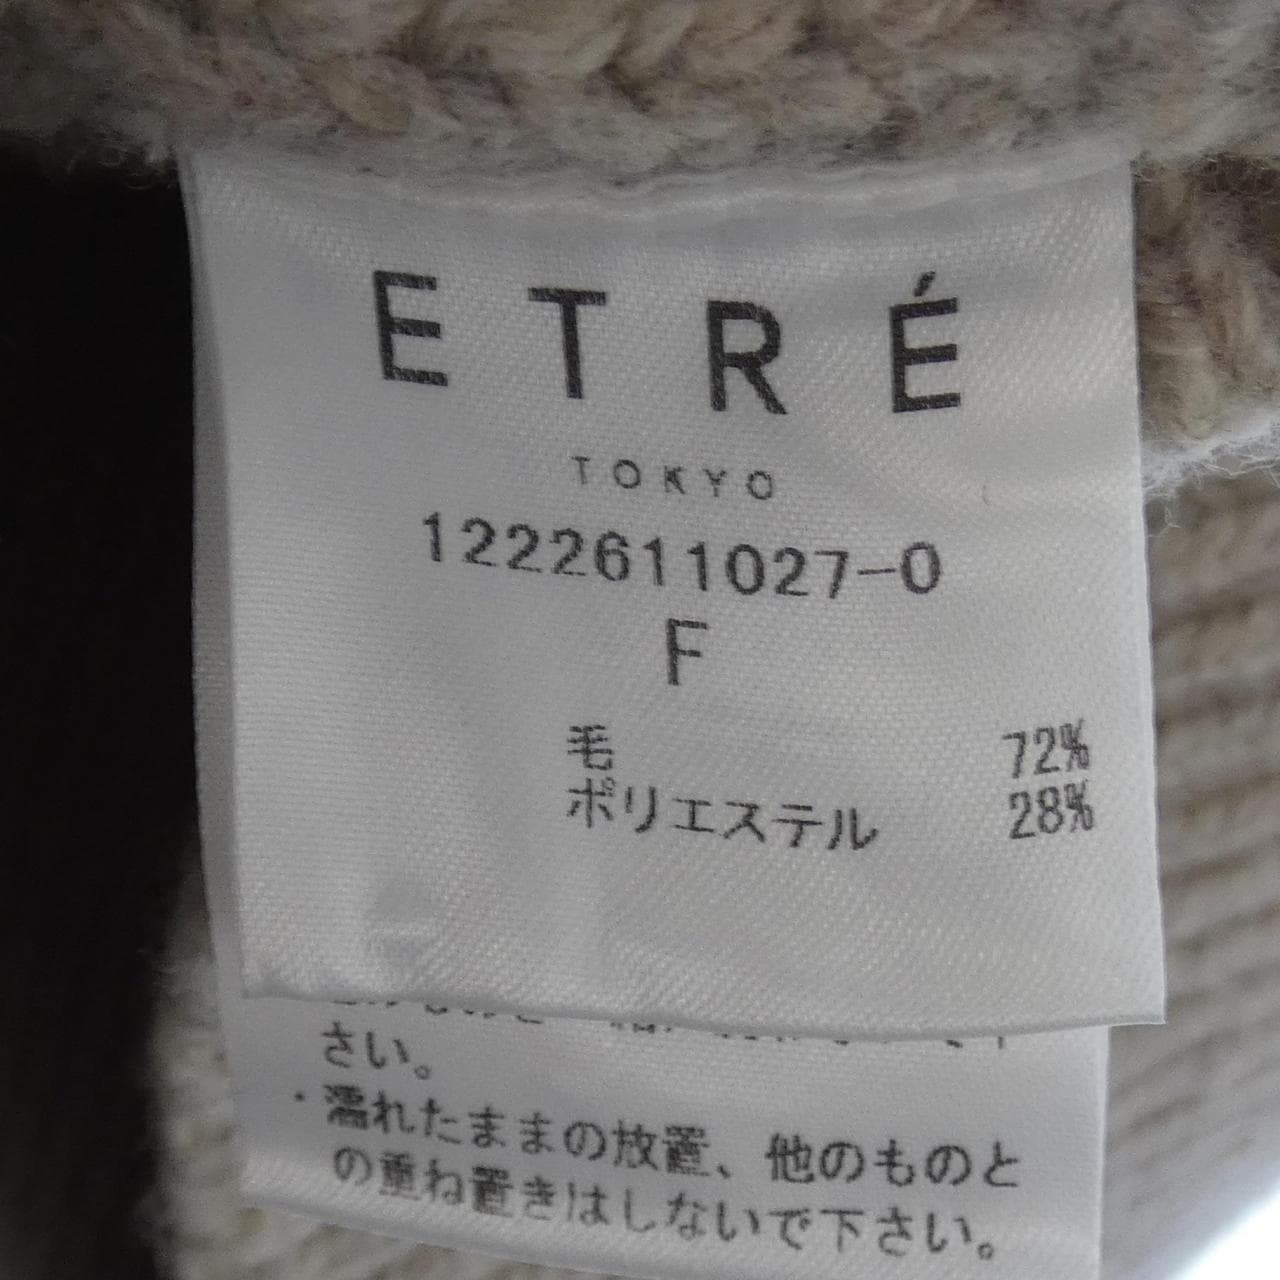 ETRÉ
TOKYO
1222611027-0
F
毛 72%
ポリエステル 28%
さい。
・濡れたままの放置、他のものと
の重ね置きはしないで下さい。